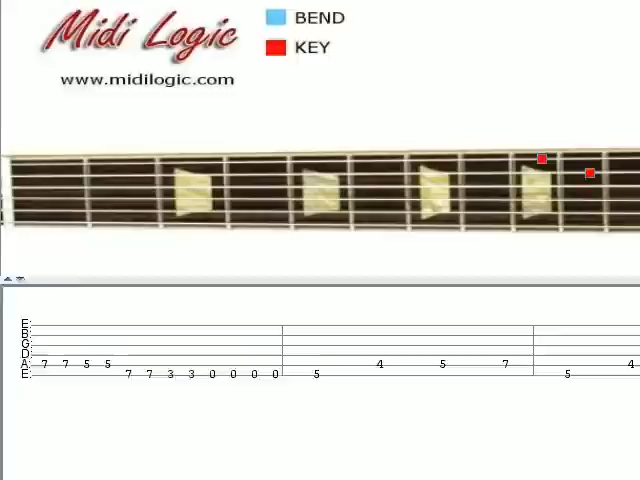 Midi Logic
www.midilogic.com
BEND
KEY
E:
B:
G:
D:
A: 7 7 5 5 4 5 7 4
E: 7 7 3 3 0 0 0 0 5 5